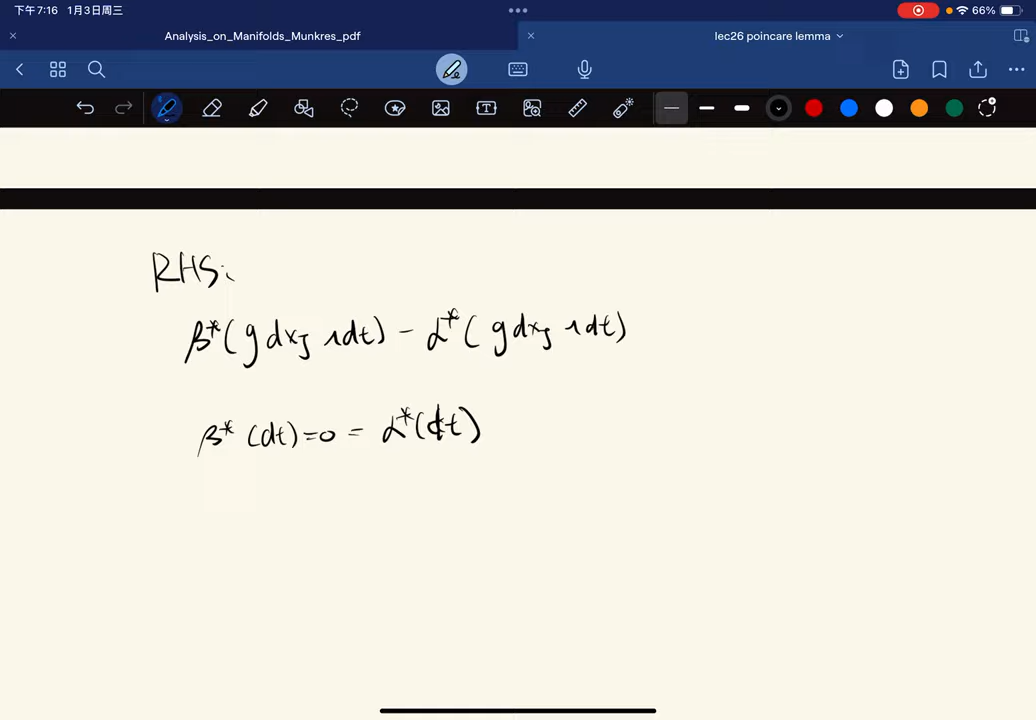 下午7:16 1月3日周三
66%
Analysis_on_Manifolds_Munkres_pdf
lec26 poincare lemma
RHS:
β*(g dx_J ∧dt) - α*(g dx_J ∧dt)
β*(dt)=0=α*(dt)